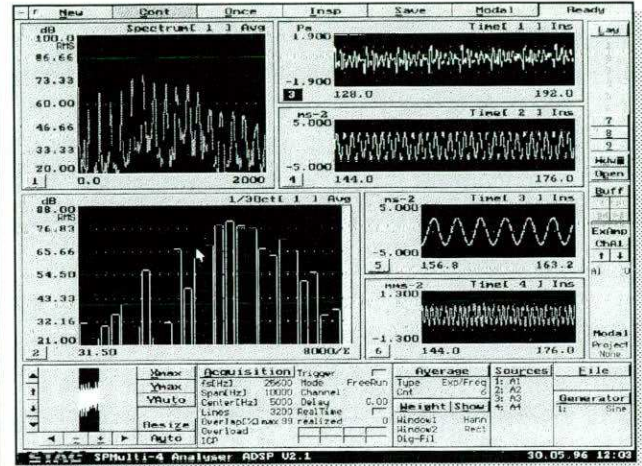 - r New Cont Once Insp Save Modal Ready
dB Spectrum[ 1 ] Avg
100.0
RMS
86.66
73.33
60.00
46.66
33.33
20.00
1 0.0 2000
Pa Time[ 1 ] Ins
1.900
-1.900
3 128.0 192.0
ms-2 Time[ 2 ] Ins
5.000
-5.000
4 144.0 176.0
dB 1/3Oct[ 1 ] Avg
88.00
RMS
76.83
65.66
54.50
43.33
32.16
21.00
2 31.50 8000/Σ
ms-2 Time[ 3 ] Ins
5.000
-5.000
5 156.8 163.2
mms-2 Time[ 4 ] Ins
1.300
-1.300
6 144.0 176.0
Lay
7
8
9
Hdw
Open
Buff
ExAmp
ChAl
Al U
Modal
Project
None
Xmax
Ymax
YAuto
Resize
Auto
Acquisition
fs[Hz] 25600
Span[Hz] 10000
Center[Hz] 5000
Lines 3200
Overlap[%] max 99 realized 0
Overload
ICP
Trigger
Mode FreeRun
Channel
Delay 0.00
RealTime
Average
Type Exp/Freq
Cnt 6
Weight Show
Window1 Hann
Window2 Rect
Dig-Fil
Sources
1: A1
2: A2
3: A3
4: A4
File
Generator
1: Sine
STAC SPMulti-4 Analyser ADSP V2.1 30.05.96 12:03